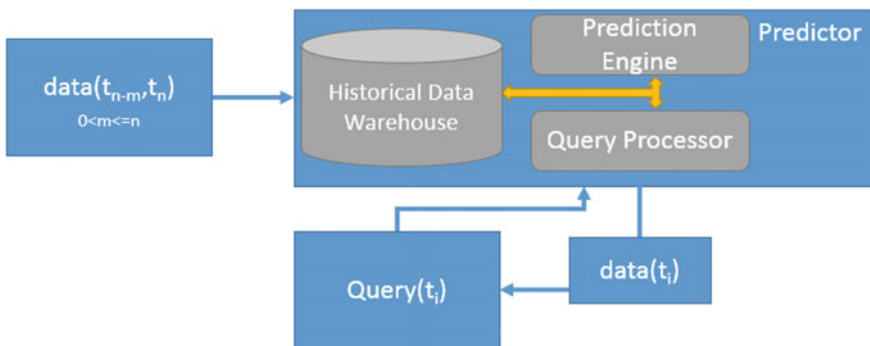 data(tₙ₋ₘ,tₙ)
0<m<=n
Historical Data
Warehouse
Prediction
Engine
Predictor
Query Processor
Query(tᵢ)
data(tᵢ)